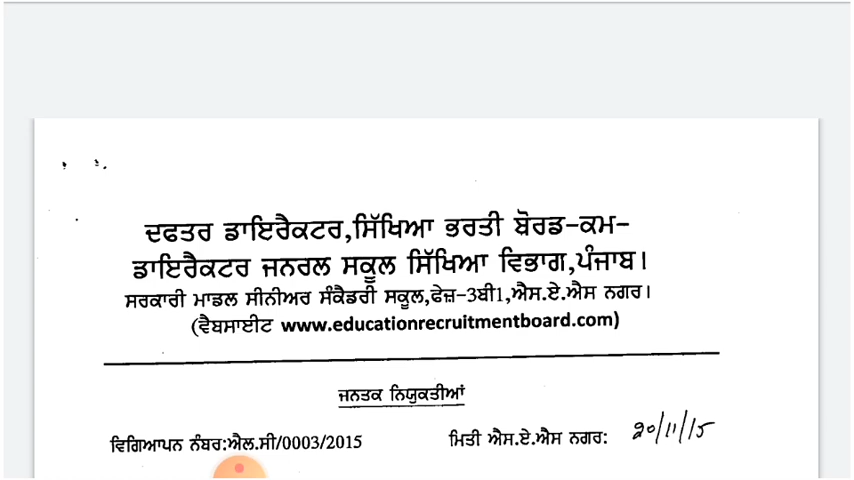 ਦਫਤਰ ਡਾਇਰੈਕਟਰ,ਸਿੱਖਿਆ ਭਰਤੀ ਬੋਰਡ-ਕਮ-
ਡਾਇਰੈਕਟਰ ਜਨਰਲ ਸਕੂਲ ਸਿੱਖਿਆ ਵਿਭਾਗ,ਪੰਜਾਬ।
ਸਰਕਾਰੀ ਮਾਡਲ ਸੀਨੀਅਰ ਸੰਕੈਡਰੀ ਸਕੂਲ,ਫੇਜ਼-3ਬੀ1,ਐਸ.ਏ.ਐਸ ਨਗਰ।
(ਵੈਬਸਾਈਟ www.educationrecruitmentboard.com)
ਜਨਤਕ ਨਿਯੁਕਤੀਆਂ
ਵਿਗਿਆਪਨ ਨੰਬਰ:ਐਲ.ਸੀ/0003/2015 ਮਿਤੀ ਐਸ.ਏ.ਐਸ ਨਗਰ: 20/11/15